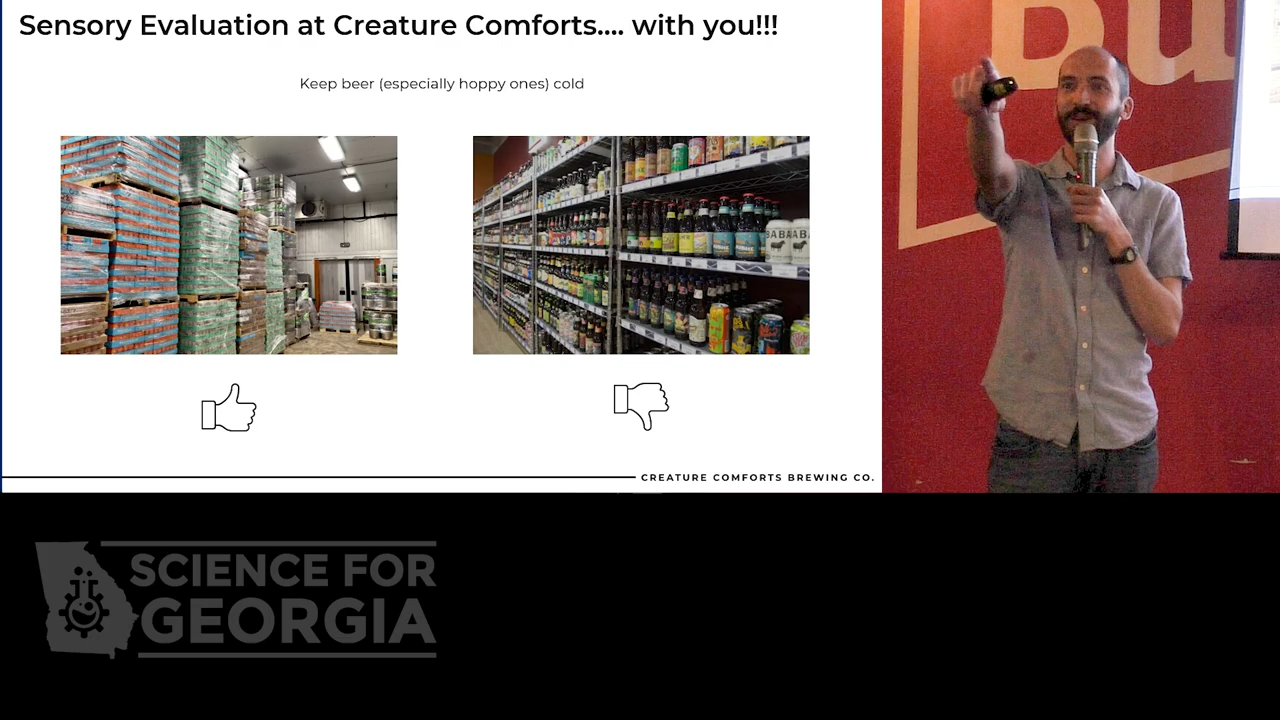 Sensory Evaluation at Creature Comforts.... with you!!!
Keep beer (especially hoppy ones) cold
CREATURE COMFORTS BREWING CO.
Bu
SCIENCE FOR
GEORGIA